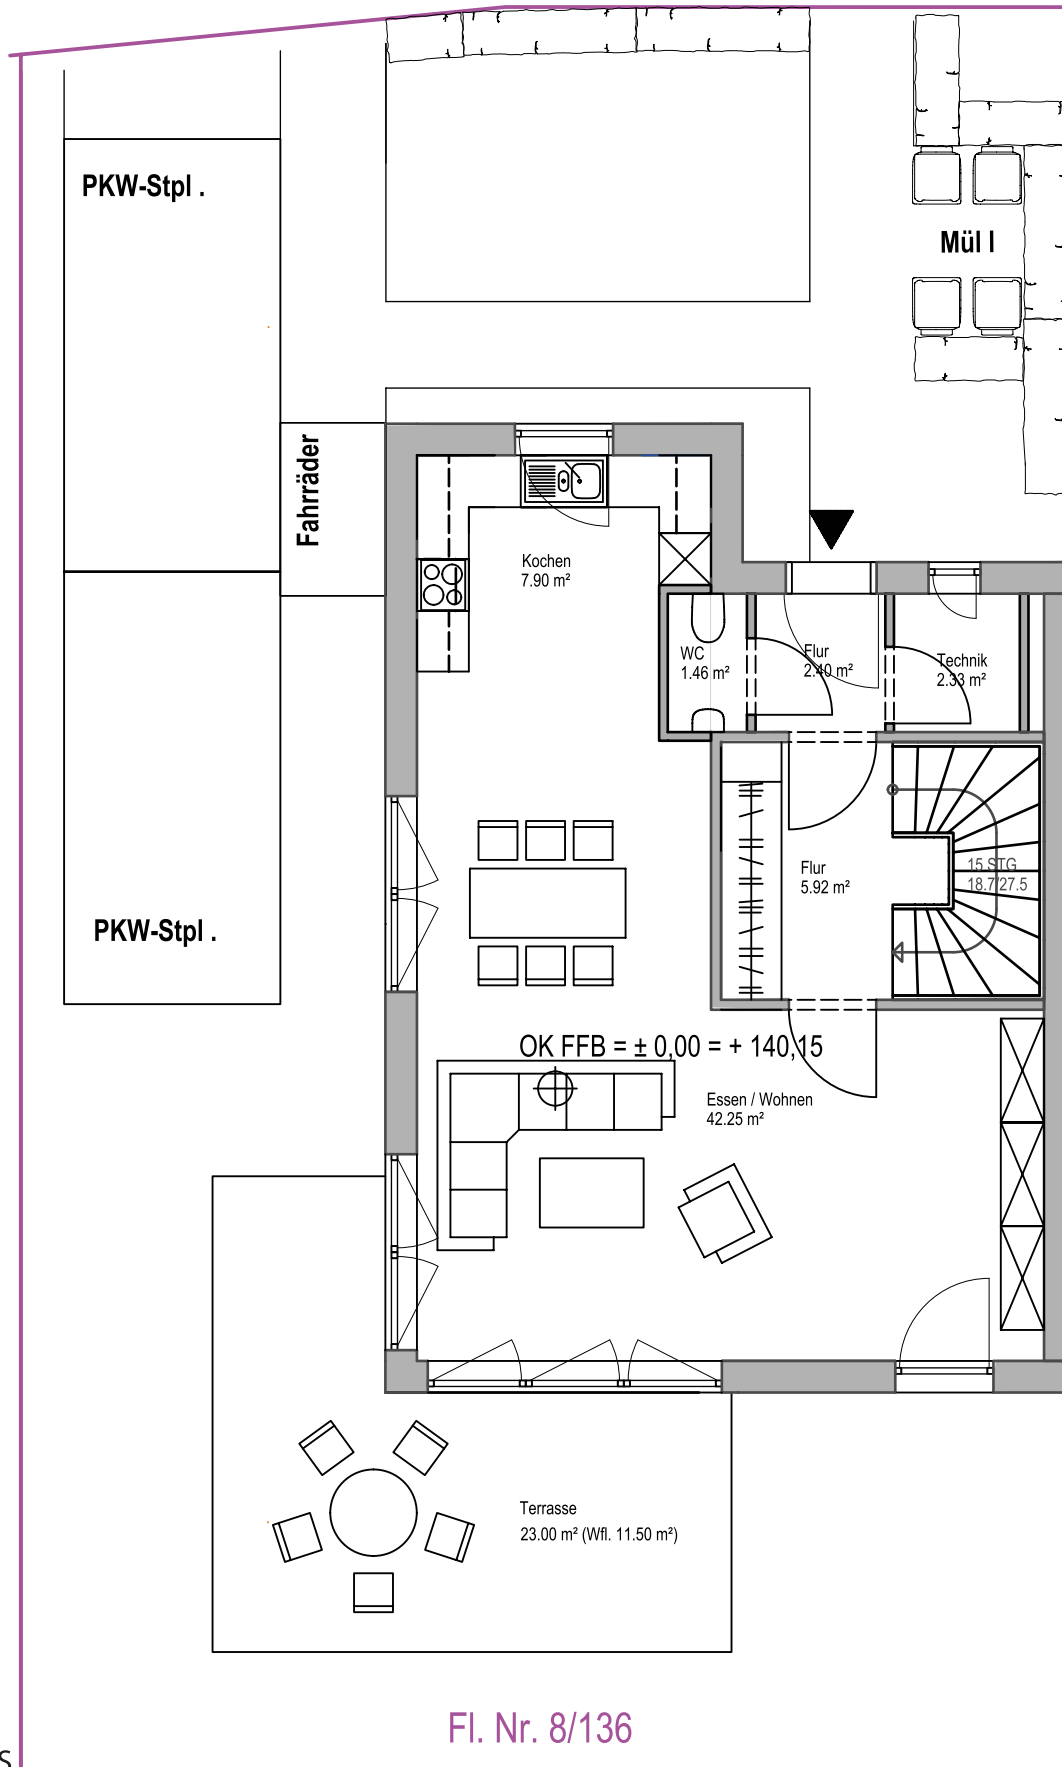 PKW-Stpl .
Mül l
Fahrräder
Kochen
7.90 m²
WC
1.46 m²
Flur
2.40 m²
Technik
2.33 m²
Flur
5.92 m²
15 STG
18.7/27.5
PKW-Stpl .
OK FFB = ± 0,00 = + 140,15
Essen / Wohnen
42.25 m²
Terrasse
23.00 m² (Wfl. 11.50 m²)
Fl. Nr. 8/136
S